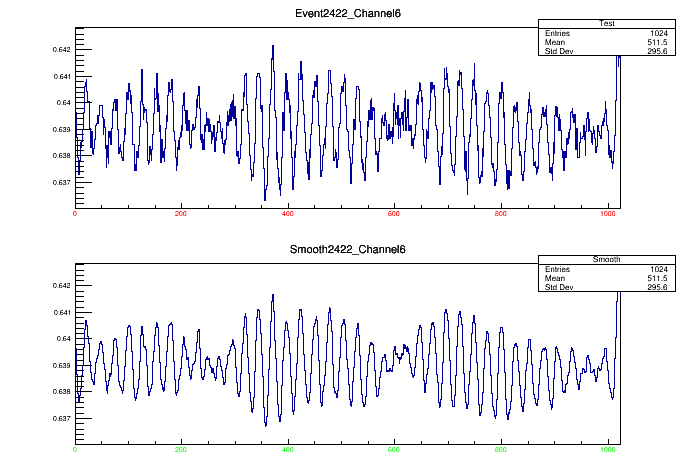 Event2422_Channel6
Test
Entries 1024
Mean 511.5
Std Dev 295.6
0.642
0.641
0.64
0.639
0.638
0.637
0 200 400 600 800 1000
Smooth2422_Channel6
Smooth
Entries 1024
Mean 511.5
Std Dev 295.6
0.642
0.641
0.64
0.639
0.638
0.637
0 200 400 600 800 1000